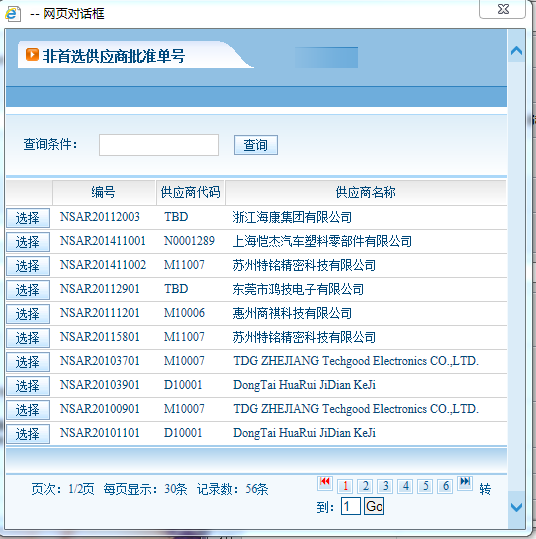 -- 网页对话框
非首选供应商批准单号
查询条件： 查询
编号 供应商代码 供应商名称
选择 NSAR20112003 TBD 浙江海康集团有限公司
选择 NSAR201411001 N0001289 上海恺杰汽车塑料零部件有限公司
选择 NSAR201411002 M11007 苏州特铭精密科技有限公司
选择 NSAR20112901 TBD 东莞市鸿技电子有限公司
选择 NSAR20111201 M10006 惠州商祺科技有限公司
选择 NSAR20115801 M11007 苏州特铭精密科技有限公司
选择 NSAR20103701 M10007 TDG ZHEJIANG Techgood Electronics CO.,LTD.
选择 NSAR20103901 D10001 DongTai HuaRui JiDian KeJi
选择 NSAR20100901 M10007 TDG ZHEJIANG Techgood Electronics CO.,LTD.
选择 NSAR20101101 D10001 DongTai HuaRui JiDian KeJi
页次：1/2页 每页显示：30条 记录数：56条 1 2 3 4 5 6 转
到：1 Go